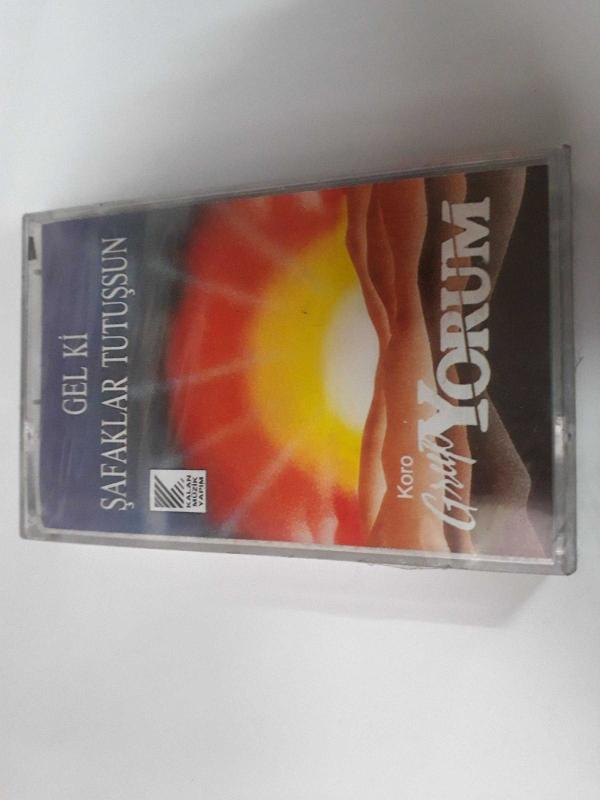 GEL Kİ
ŞAFAKLAR TUTUŞSUN
KALAN
MÜZİK
YAPIM
Koro
Grup
YORUM